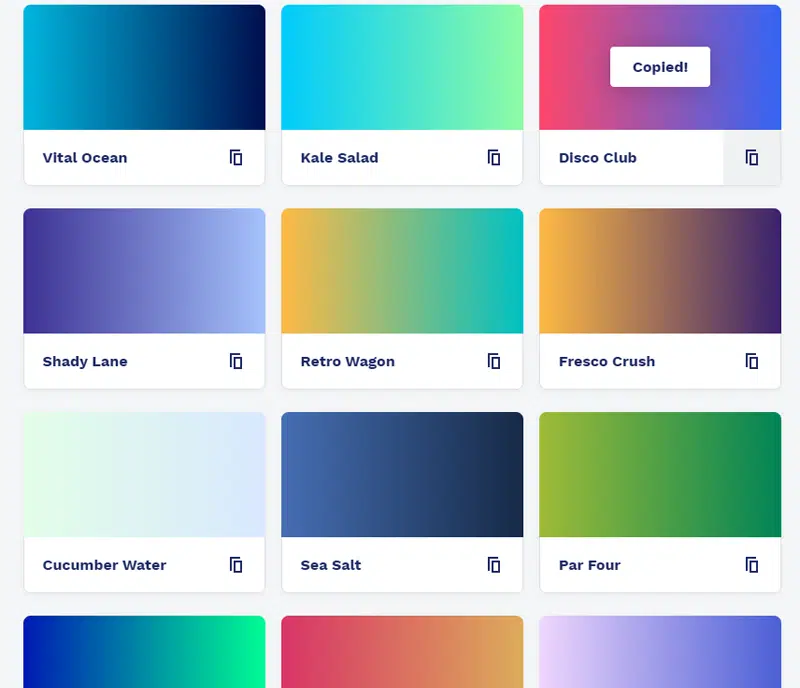 Copied!
Vital Ocean
Kale Salad
Disco Club
Shady Lane
Retro Wagon
Fresco Crush
Cucumber Water
Sea Salt
Par Four